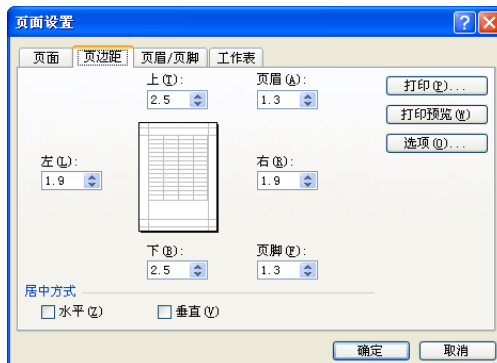 页面设置
页面 页边距 页眉/页脚 工作表
上(T): 页眉(A):
2.5 1.3
打印(P)...
打印预览(W)
选项(O)...
左(L): 右(R):
1.9 1.9
下(B): 页脚(F):
2.5 1.3
居中方式
水平(Z) 垂直(V)
确定 取消